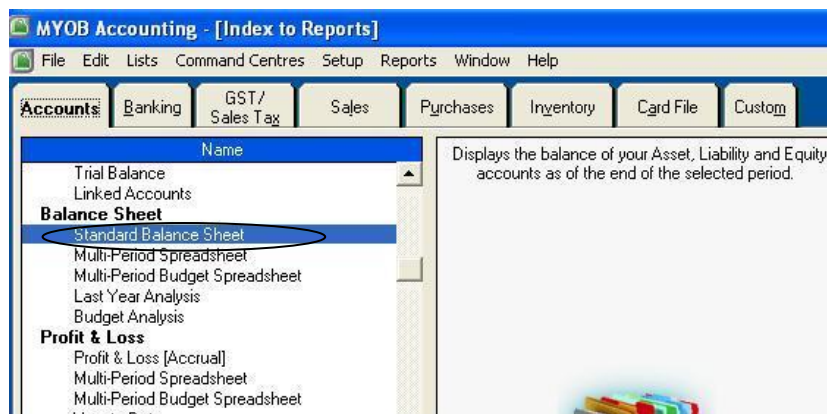 MYOB Accounting - [Index to Reports]
File Edit Lists Command Centres Setup Reports Window Help
Accounts Banking GST/ Sales Tax Sales Purchases Inventory Card File Custom
Name
Trial Balance
Linked Accounts
Balance Sheet
Standard Balance Sheet
Multi-Period Spreadsheet
Multi-Period Budget Spreadsheet
Last Year Analysis
Budget Analysis
Profit & Loss
Profit & Loss [Accrual]
Multi-Period Spreadsheet
Multi-Period Budget Spreadsheet
Displays the balance of your Asset, Liability and Equity
accounts as of the end of the selected period.